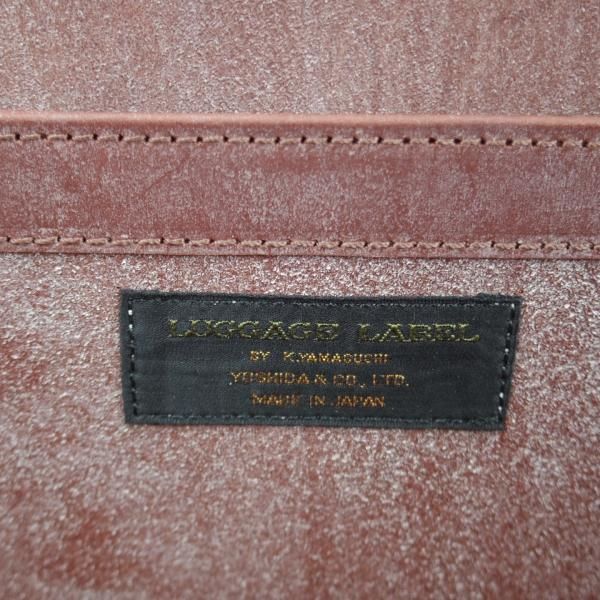 LUGGAGE LABEL
BY K.YAMAGUCHI
YOSHIDA & CO., LTD.
MADE IN JAPAN